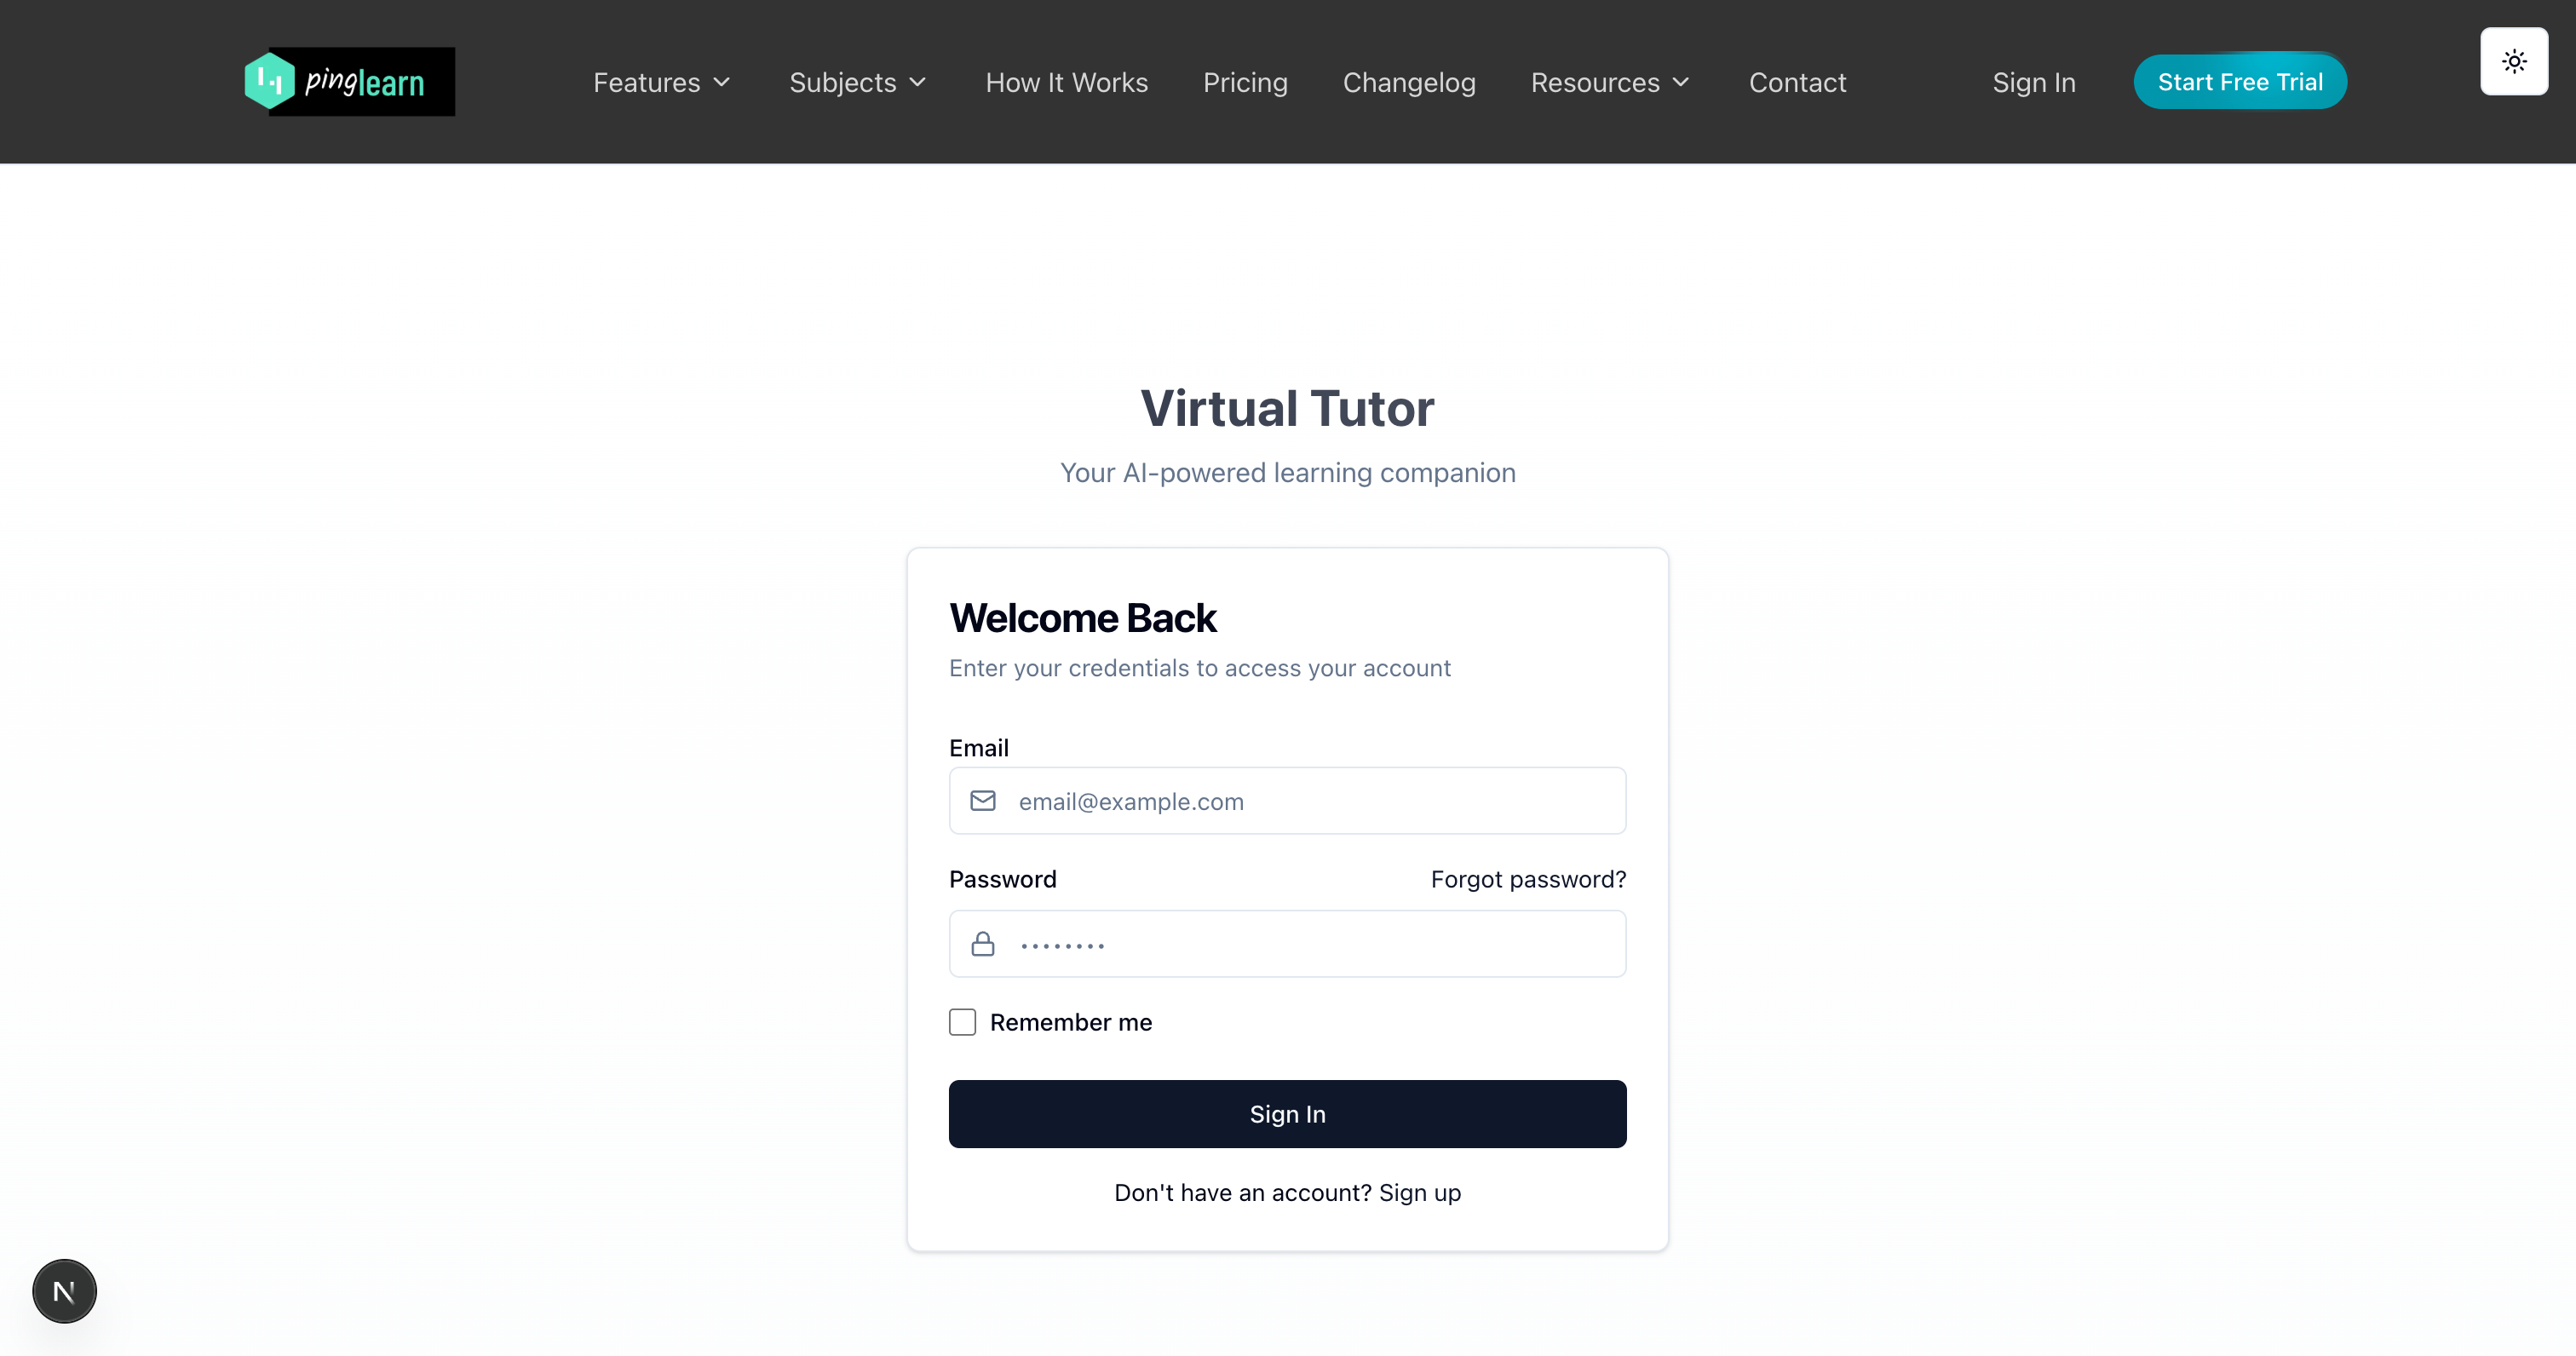 pinglearn
Features
Subjects
How It Works
Pricing
Changelog
Resources
Contact
Sign In
Start Free Trial
Virtual Tutor
Your AI-powered learning companion
Welcome Back
Enter your credentials to access your account
Email
email@example.com
Password
Forgot password?
••••••••
Remember me
Sign In
Don't have an account? Sign up
N